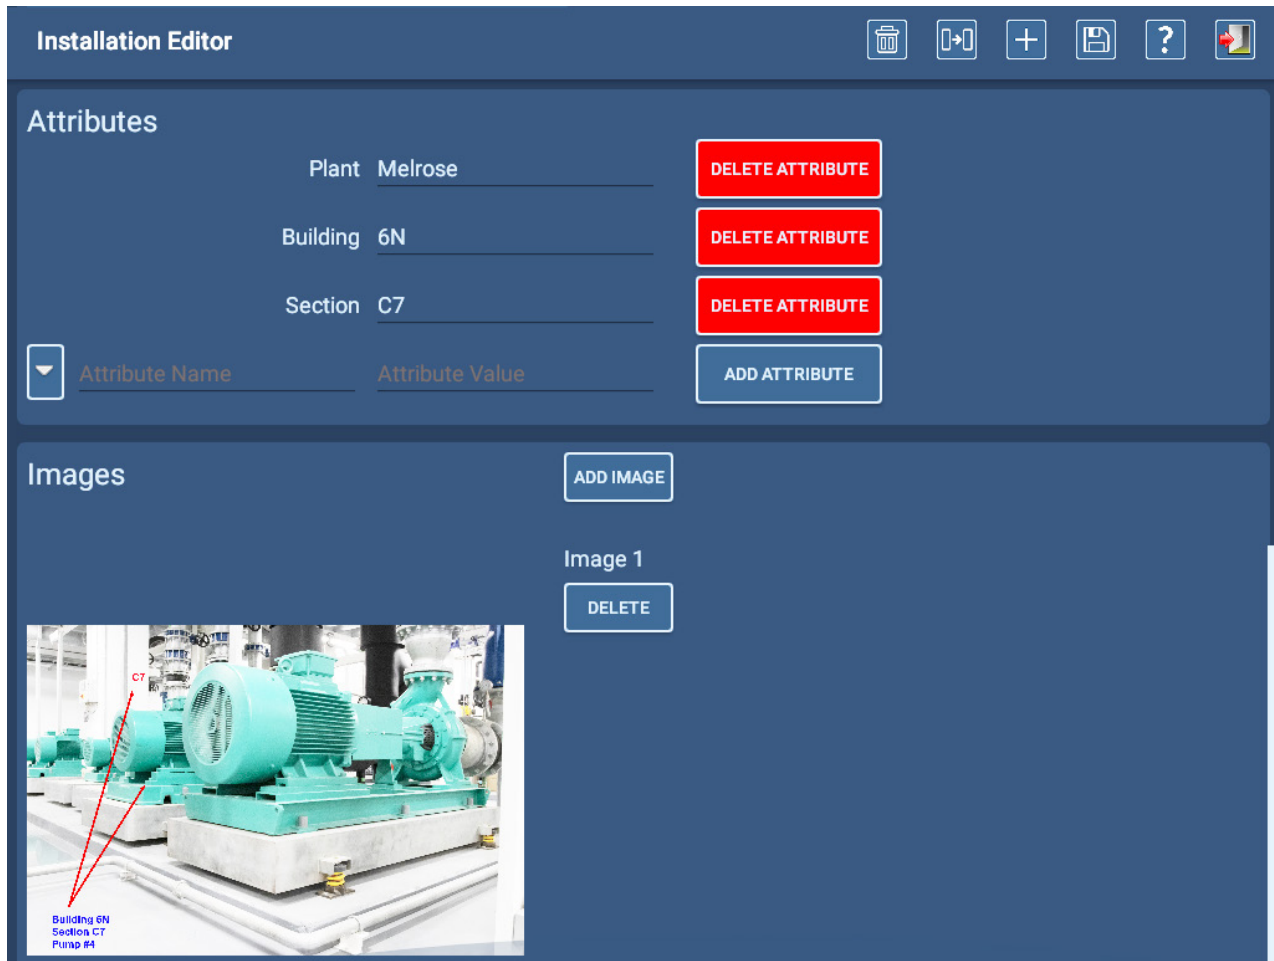 Installation Editor
?
Attributes
Plant Melrose DELETE ATTRIBUTE
Building 6N DELETE ATTRIBUTE
Section C7 DELETE ATTRIBUTE
Attribute Name Attribute Value ADD ATTRIBUTE
Images ADD IMAGE
Image 1
DELETE
C7
Building 6N
Section C7
Pump #4